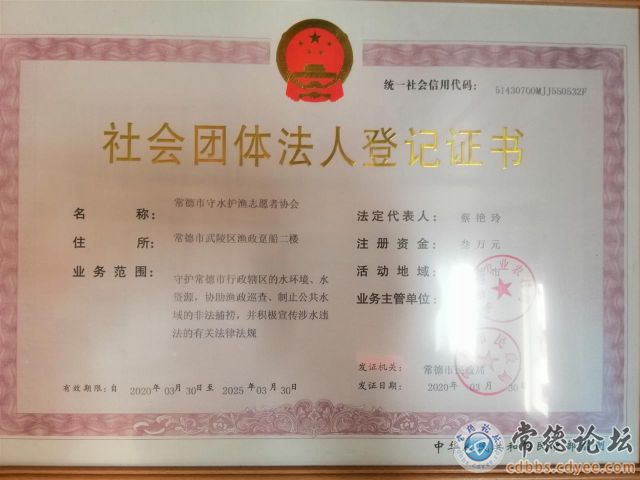 统一社会信用代码: 51430700MJJ550532F
社会团体法人登记证书
名 称: 常德市守水护渔志愿者协会
住 所: 常德市武陵区渔政趸船二楼
业务范围:
守护常德市行政辖区的水环境、水
资源,协助渔政巡查、制止公共水
域的非法捕捞,并积极宣传涉水违
法的有关法律法规
法定代表人: 蔡艳玲
注册资金: 叁万元
活动地域: 市
业务主管单位:
发证机关: 常德市民政局
发证日期: 2020年03月30日
有效期限:自 2020年03月30日至 2025年03月30日
中华 和 民 部
常德论坛
cdbbs.cdyee.com